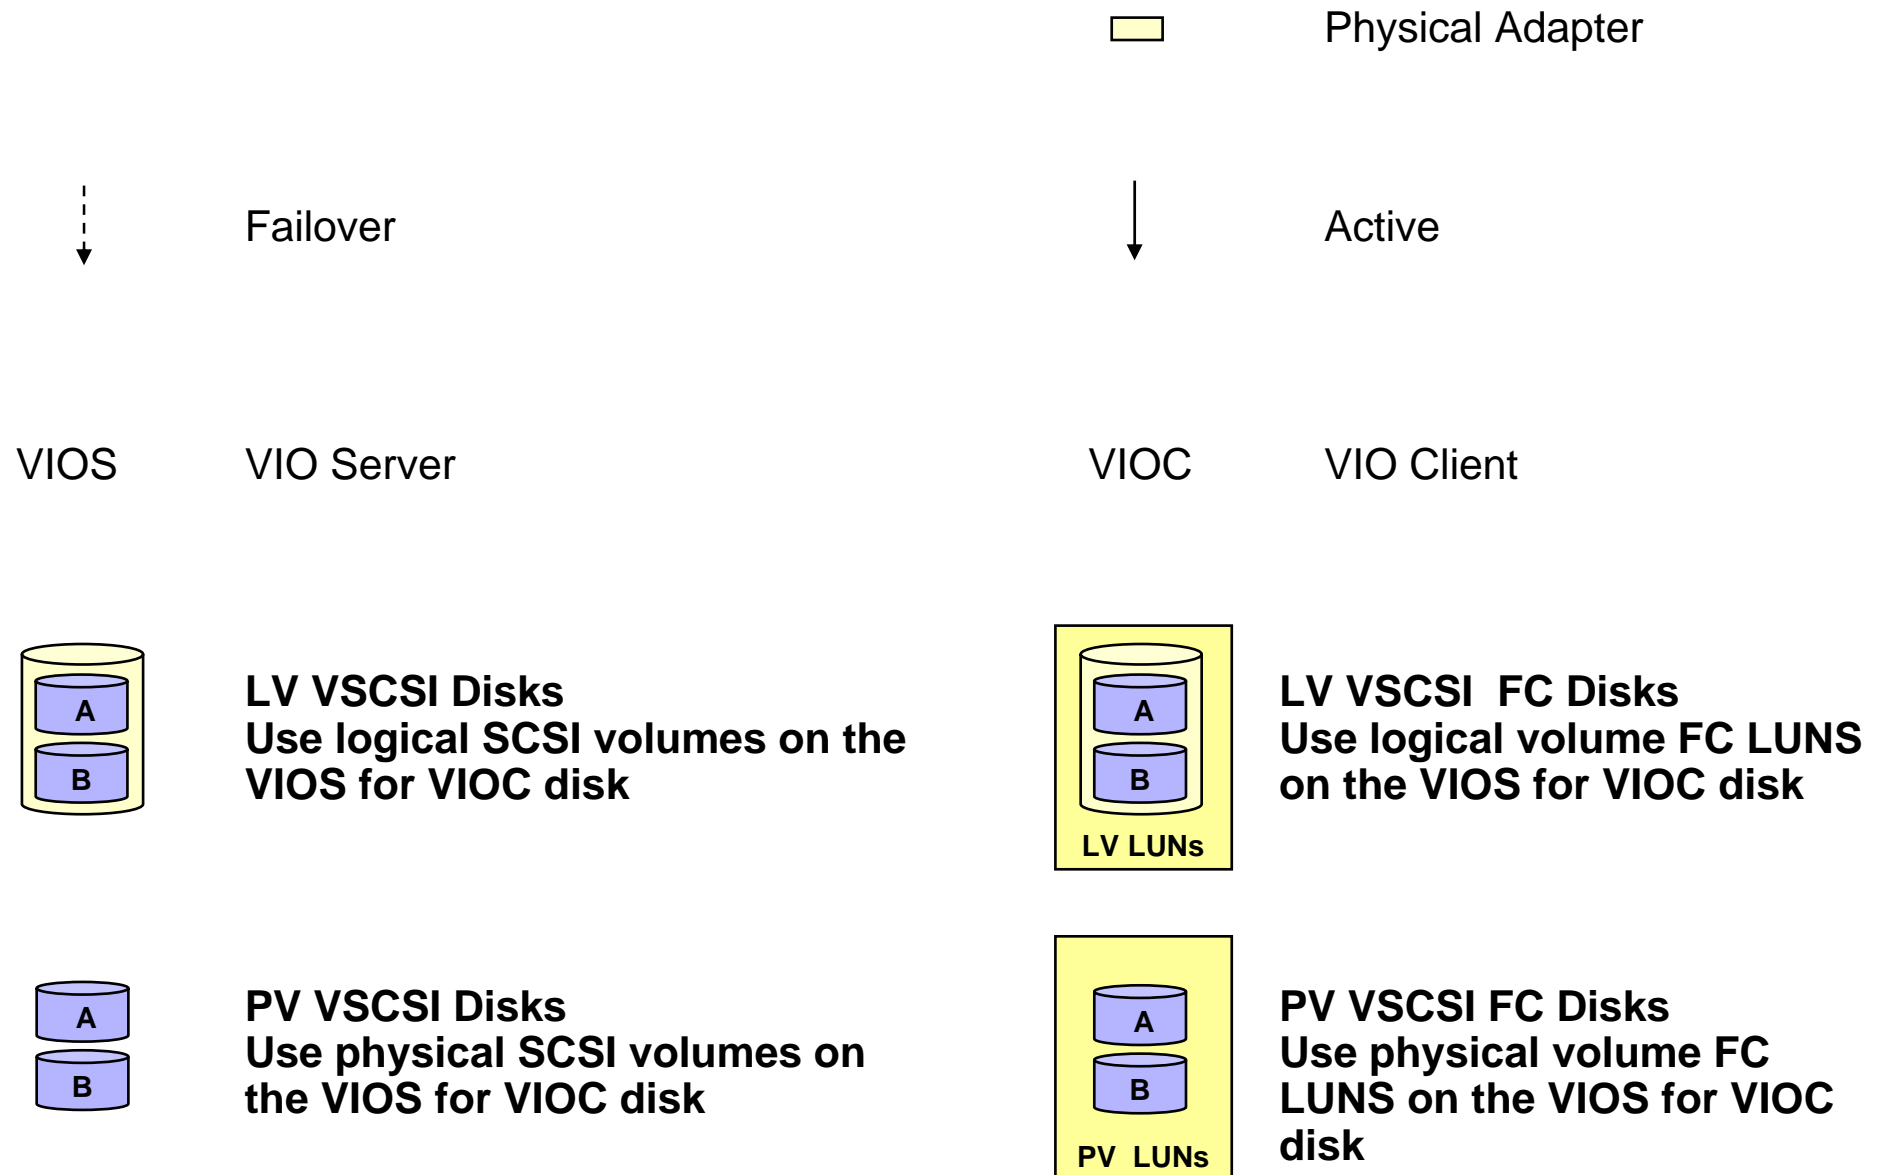 Physical Adapter
Failover
Active
VIOS
VIO Server
VIOC
VIO Client
A
B
LV VSCSI Disks
Use logical SCSI volumes on the
VIOS for VIOC disk
A
B
LV LUNs
LV VSCSI  FC Disks
Use logical volume FC LUNS
on the VIOS for VIOC disk
A
B
PV VSCSI Disks
Use physical SCSI volumes on
the VIOS for VIOC disk
A
B
PV  LUNs
PV VSCSI FC Disks
Use physical volume FC
LUNS on the VIOS for VIOC
disk